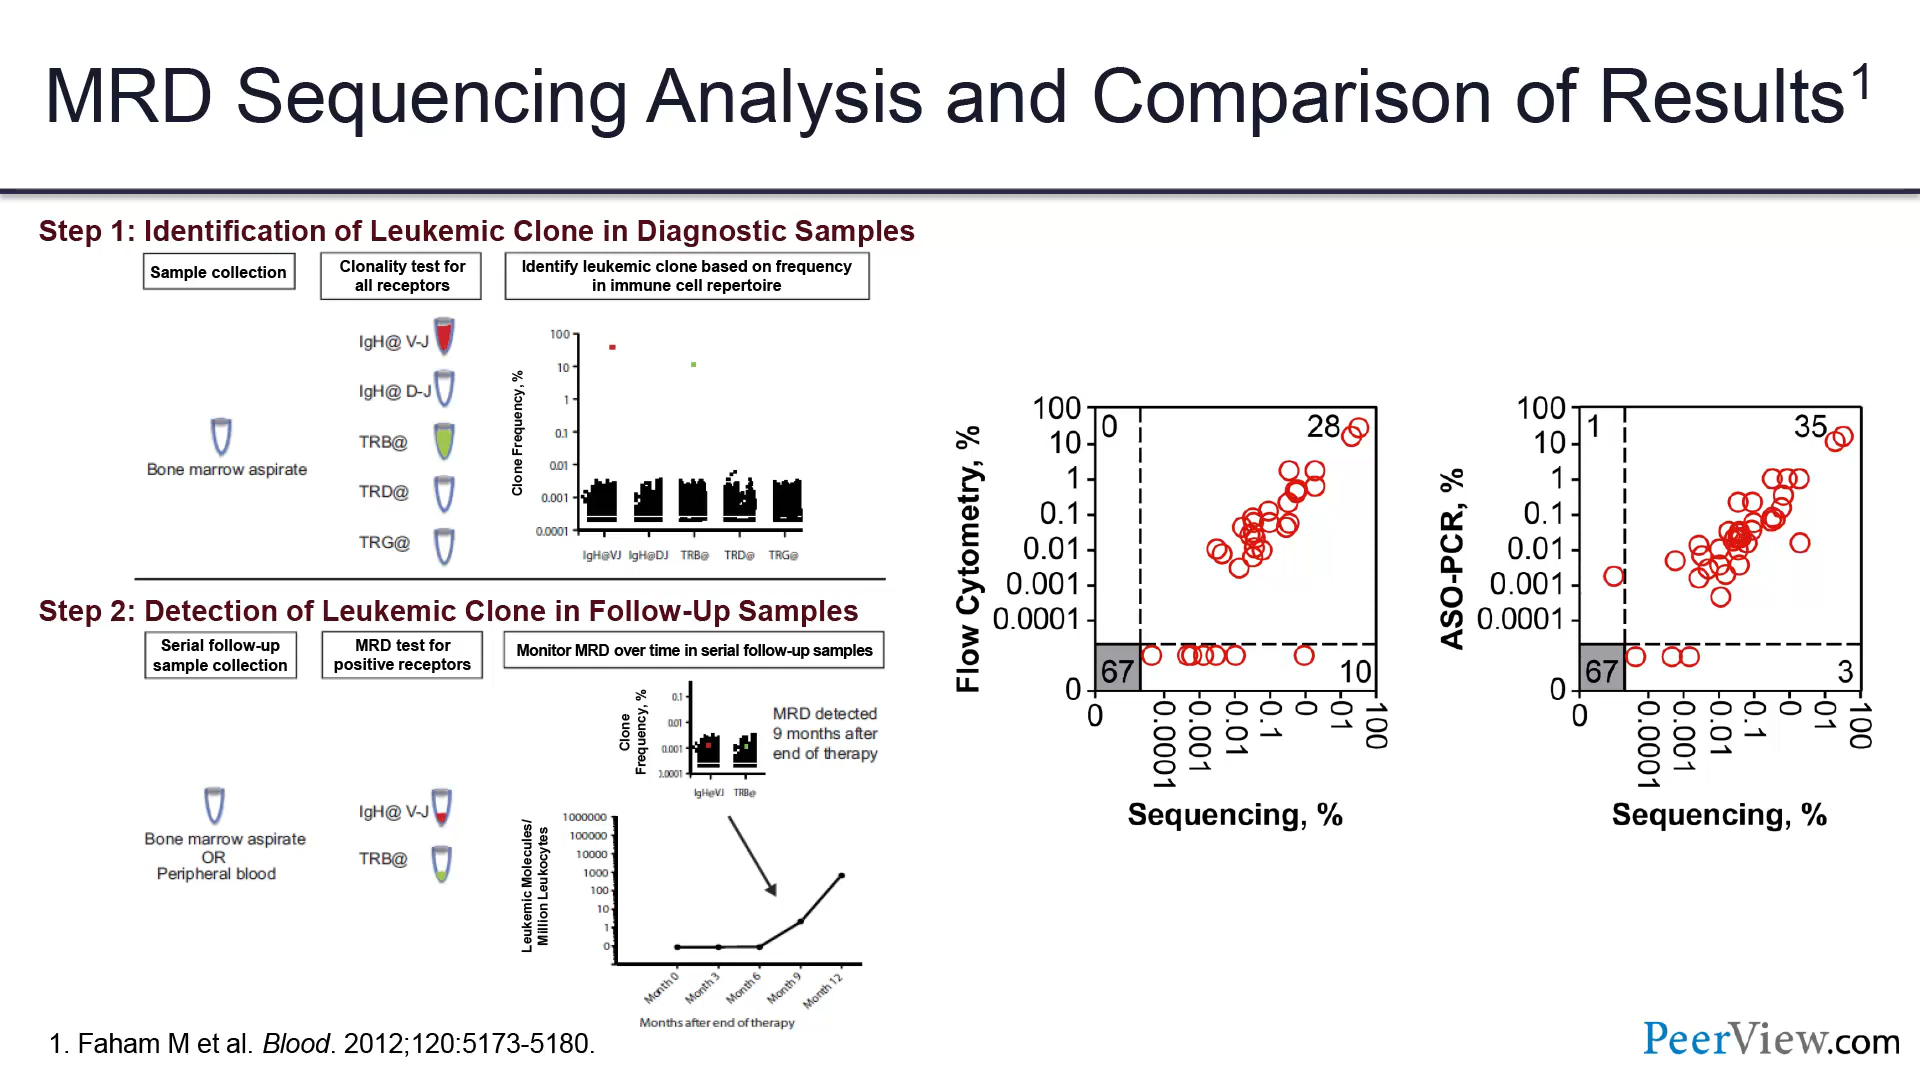 MRD Sequencing Analysis and Comparison of Results1
Step 1: Identification of Leukemic Clone in Diagnostic Samples
Sample collection
Clonality test for
all receptors
Identify leukemic clone based on frequency
in immune cell repertoire
Bone marrow aspirate
IgH@ V-J
IgH@ D-J
TRB@
TRD@
TRG@
Clone Frequency, %
100
10
1
0.1
0.01
0.001
0.0001
IgH@VJ IgH@DJ TRB@ TRD@ TRG@
Step 2: Detection of Leukemic Clone in Follow-Up Samples
Serial follow-up
sample collection
MRD test for
positive receptors
Monitor MRD over time in serial follow-up samples
Bone marrow aspirate
OR
Peripheral blood
IgH@ V-J
TRB@
Clone
Frequency, %
0.1
0.01
0.001
0.0001
IgH@VJ TRB@
MRD detected
9 months after
end of therapy
Leukemic Molecules/
Million Leukocytes
1000000
100000
10000
1000
100
10
1
0
Month 0 Month 3 Month 6 Month 9 Month 12
Months after end of therapy
Flow Cytometry, %
100
10
1
0.1
0.01
0.001
0.0001
0
0 28
67 10
0 0.0001 0.001 0.01 0.1 0 01 100
Sequencing, %
ASO-PCR, %
100
10
1
0.1
0.01
0.001
0.0001
0
1 35
67 3
0 0.0001 0.001 0.01 0.1 0 01 100
Sequencing, %
1. Faham M et al. Blood. 2012;120:5173-5180.
PeerView.com